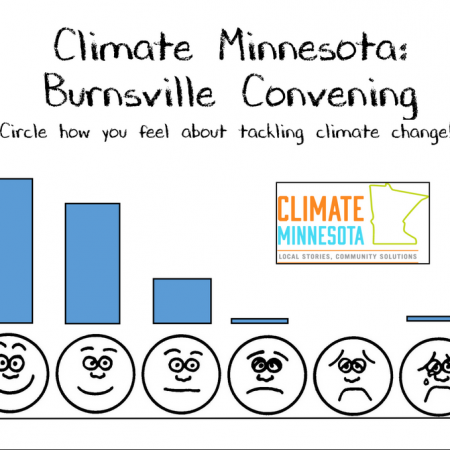 Climate Minnesota:
Burnsville Convening
Circle how you feel about tackling climate change!
CLIMATE
MINNESOTA
LOCAL STORIES, COMMUNITY SOLUTIONS